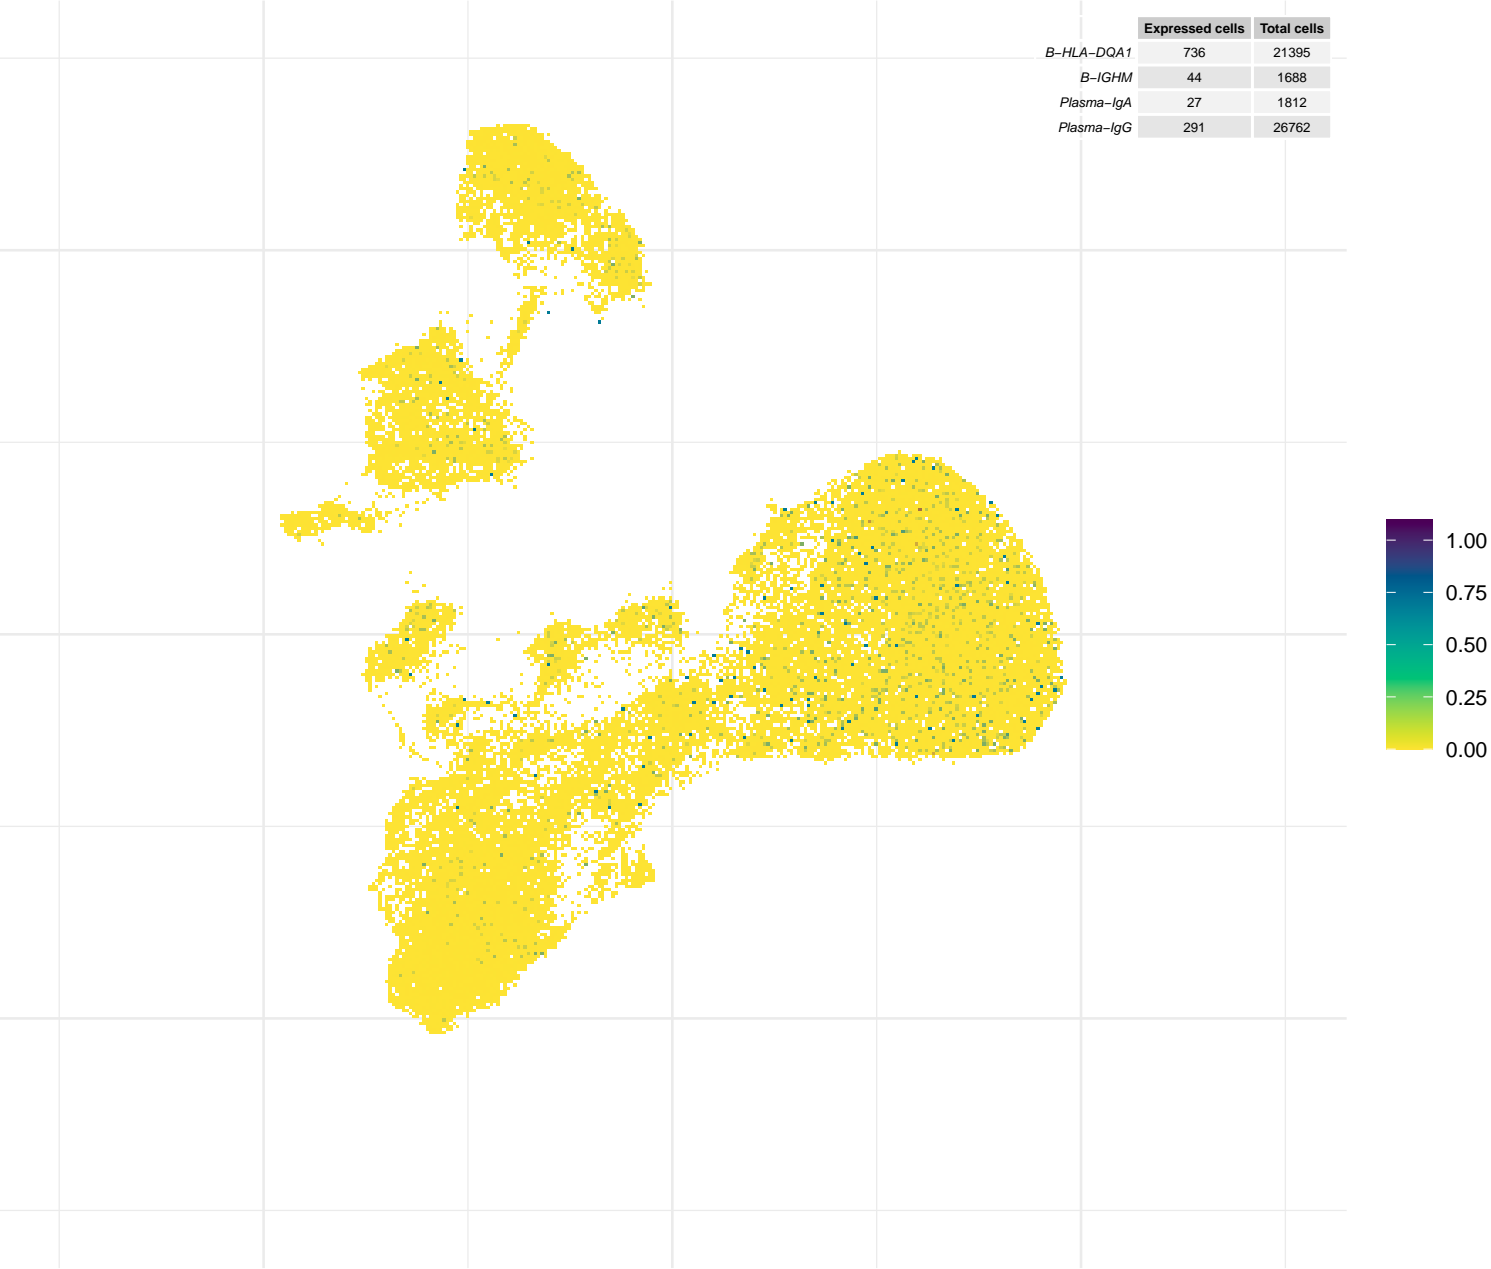 Expressed cells Total cells
B−HLA−DQA1 736 21395
B−IGHM 44 1688
Plasma−IgA 27 1812
Plasma−IgG 291 26762
1.00
0.75
0.50
0.25
0.00